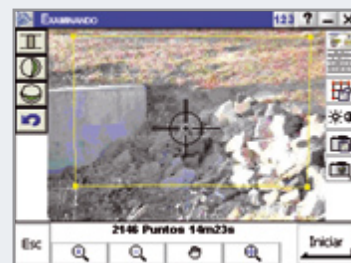 Examinando
123 ? – X
2146 Puntos 14m23s
Esc
Iniciar